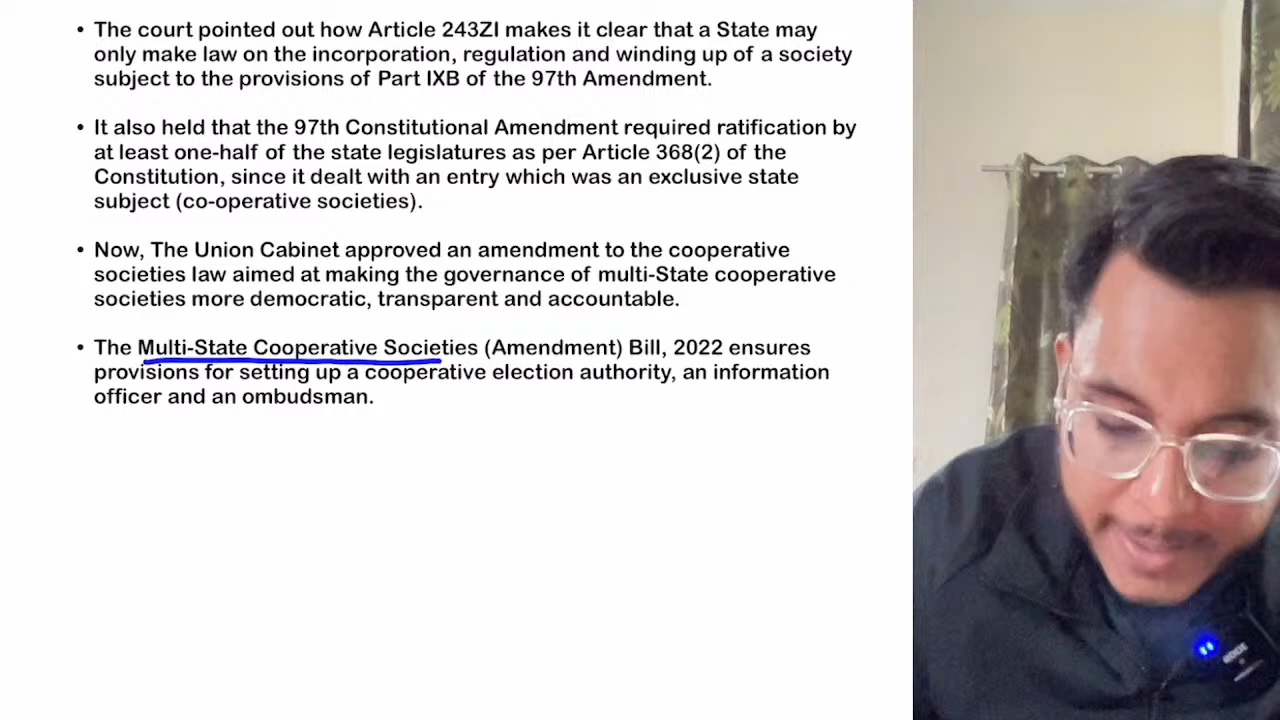 • The court pointed out how Article 243ZI makes it clear that a State may
only make law on the incorporation, regulation and winding up of a society
subject to the provisions of Part IXB of the 97th Amendment.
• It also held that the 97th Constitutional Amendment required ratification by
at least one-half of the state legislatures as per Article 368(2) of the
Constitution, since it dealt with an entry which was an exclusive state
subject (co-operative societies).
• Now, The Union Cabinet approved an amendment to the cooperative
societies law aimed at making the governance of multi-State cooperative
societies more democratic, transparent and accountable.
• The Multi-State Cooperative Societies (Amendment) Bill, 2022 ensures
provisions for setting up a cooperative election authority, an information
officer and an ombudsman.
RODE